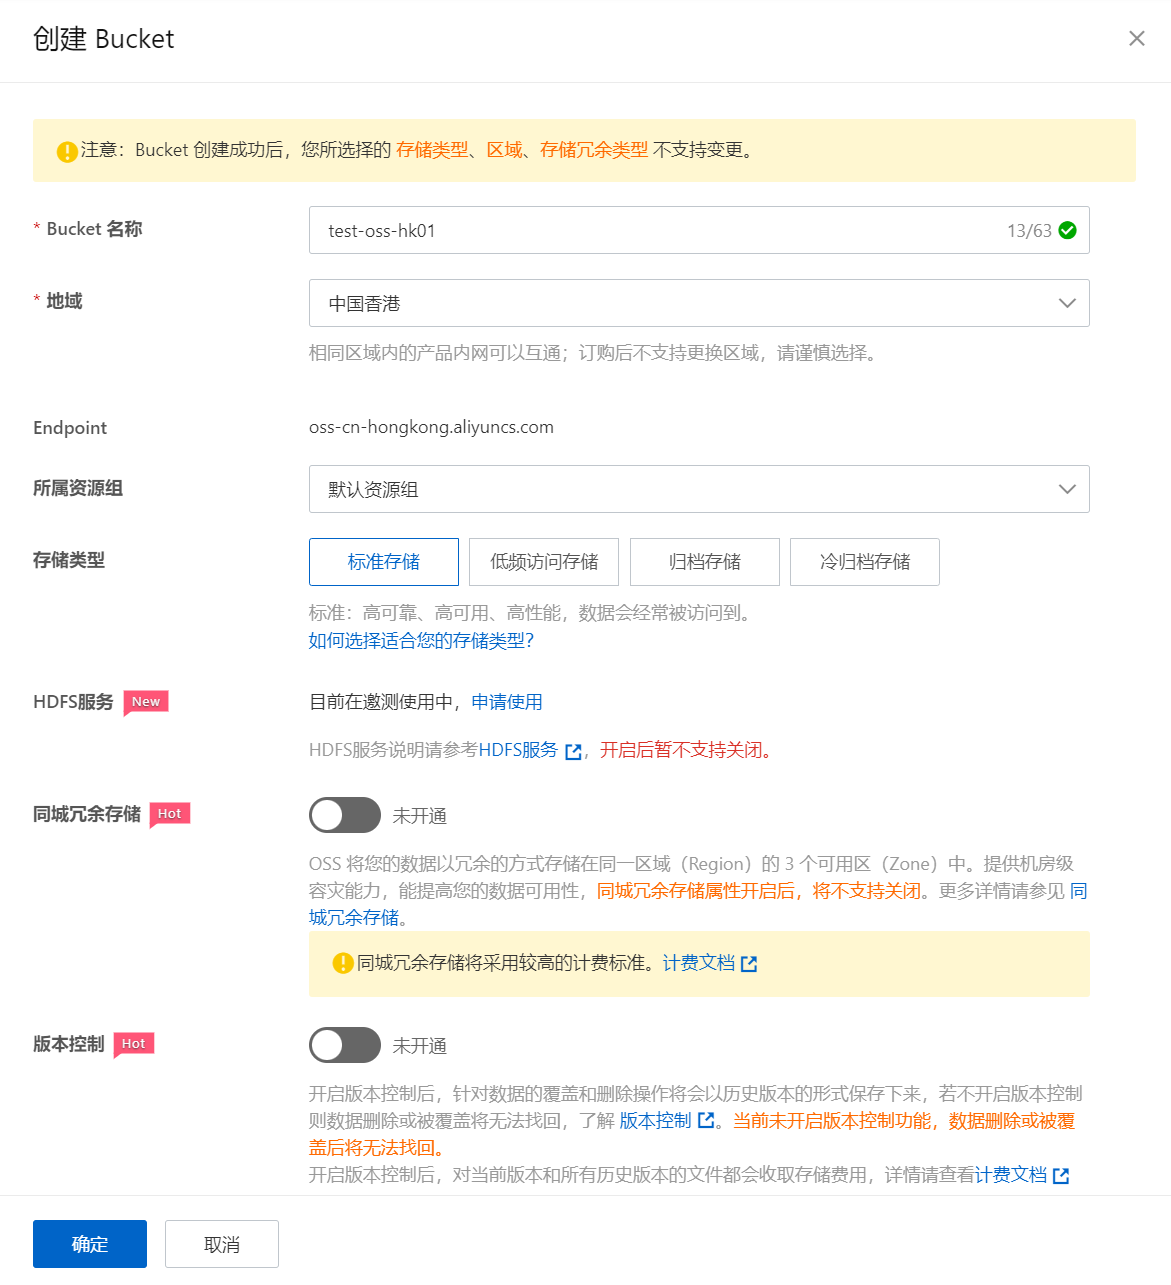 创建 Bucket
注意：Bucket 创建成功后，您所选择的 存储类型、区域、存储冗余类型 不支持变更。
* Bucket 名称
test-oss-hk01
13/63
* 地域
中国香港
相同区域内的产品内网可以互通；订购后不支持更换区域，请谨慎选择。
Endpoint
oss-cn-hongkong.aliyuncs.com
所属资源组
默认资源组
存储类型
标准存储
低频访问存储
归档存储
冷归档存储
标准：高可靠、高可用、高性能，数据会经常被访问到。
如何选择适合您的存储类型？
HDFS服务 New
目前在邀测使用中，申请使用
HDFS服务说明请参考HDFS服务，开启后暂不支持关闭。
同城冗余存储 Hot
未开通
OSS 将您的数据以冗余的方式存储在同一区域（Region）的 3 个可用区（Zone）中。提供机房级
容灾能力，能提高您的数据可用性，同城冗余存储属性开启后，将不支持关闭。更多详情请参见 同
城冗余存储。
同城冗余存储将采用较高的计费标准。计费文档
版本控制 Hot
未开通
开启版本控制后，针对数据的覆盖和删除操作将会以历史版本的形式保存下来，若不开启版本控制
则数据删除或被覆盖将无法找回，了解 版本控制。当前未开启版本控制功能，数据删除或被覆
盖后将无法找回。
开启版本控制后，对当前版本和所有历史版本的文件都会收取存储费用，详情请查看计费文档
确定
取消